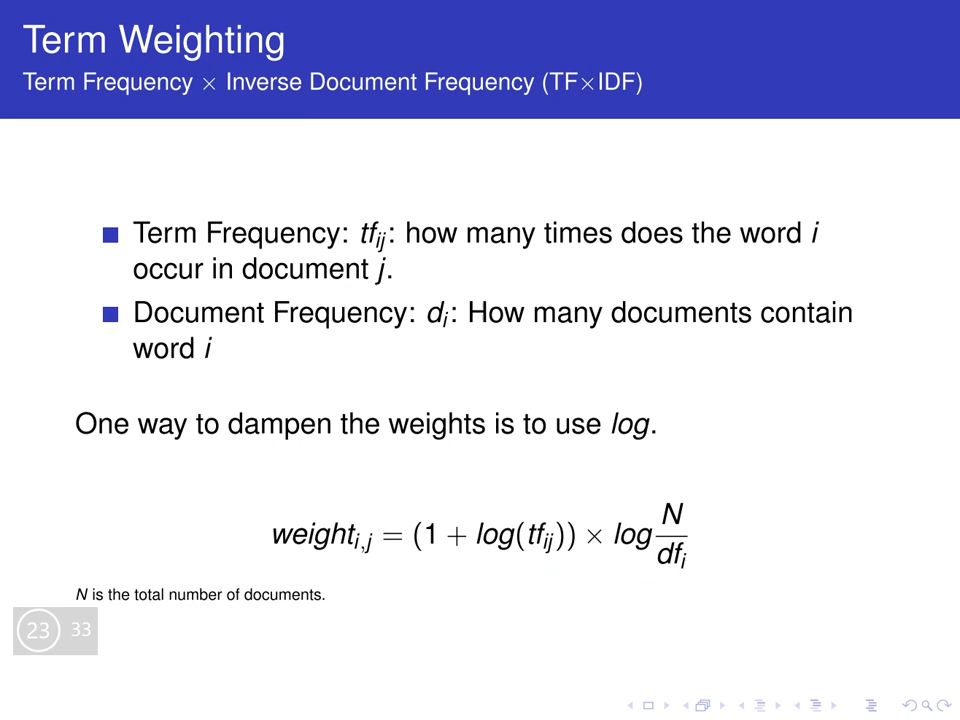 Term Weighting
Term Frequency × Inverse Document Frequency (TF×IDF)
Term Frequency: tf_ij: how many times does the word i
occur in document j.
Document Frequency: d_i: How many documents contain
word i
One way to dampen the weights is to use log.
weight_i,j = (1 + log(tf_ij)) × log N/df_i
N is the total number of documents.
23 33